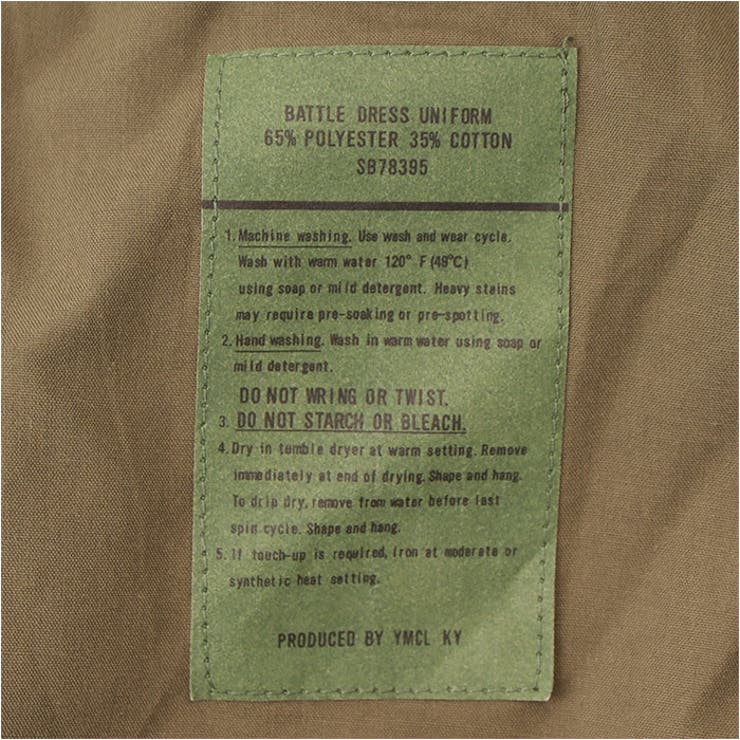 BATTLE DRESS UNIFORM
65% POLYESTER 35% COTTON
SB78395
1. Machine washing. Use wash and wear cycle.
Wash with warm water 120° F (49°C)
using soap or mild detergent. Heavy stains
may require pre-soaking or pre-spotting.
2. Hand washing. Wash in warm water using soap or
mild detergent.
DO NOT WRING OR TWIST.
3. DO NOT STARCH OR BLEACH.
4. Dry in tumble dryer at warm setting. Remove
immediately at end of drying. Shape and hang.
To drip dry, remove from water before last
spin cycle. Shape and hang.
5. If touch-up is required, iron at moderate or
synthetic heat setting.
PRODUCED BY YMCL KY